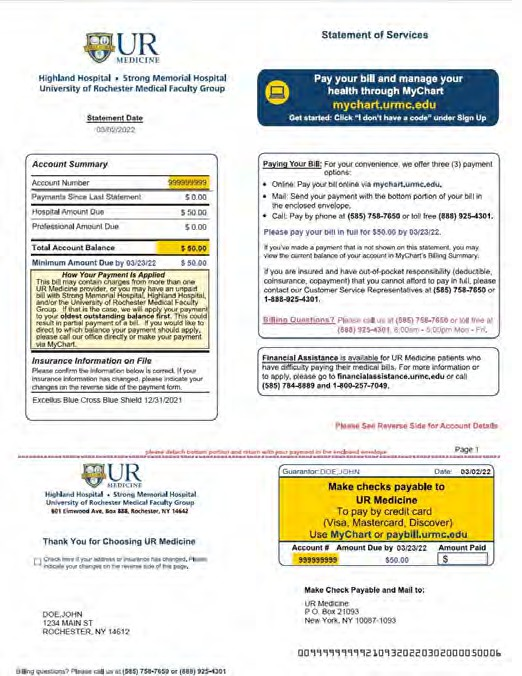 UR
MEDICINE
Highland Hospital • Strong Memorial Hospital
University of Rochester Medical Faculty Group
Statement Date
03/02/2022
Statement of Services
Pay your bill and manage your
health through MyChart
mychart.urmc.edu
Get started: Click "I don't have a code" under Sign Up
Account Summary
Account Number 999999999
Payments Since Last Statement $ 0.00
Hospital Amount Due $ 50.00
Professional Amount Due $ 0.00
Total Account Balance $ 50.00
Minimum Amount Due by 03/23/22 $ 50.00
How Your Payment Is Applied
This bill may contain charges from more than one
UR Medicine provider, or you may have an unpaid
bill with Strong Memorial Hospital, Highland Hospital,
and/or the University of Rochester Medical Faculty
Group. If that is the case, we will apply your payment
to your oldest outstanding balance first. This could
result in partial payment of a bill. If you would like to
direct to which balance your payment should apply,
please call our office directly or make your payment
via MyChart.
Insurance Information on File
Please confirm the information below is correct. If your
insurance information has changed, please indicate your
changes on the reverse side of the payment form.
Excellus Blue Cross Blue Shield 12/31/2021
Paying Your Bill: For your convenience, we offer three (3) payment
options:
• Online: Pay your bill online via mychart.urmc.edu.
• Mail: Send your payment with the bottom portion of your bill in
the enclosed envelope.
• Call: Pay by phone at (585) 758-7650 or toll free (888) 925-4301.
Please pay your bill in full for $50.00 by 03/23/22.
If you've made a payment that is not shown on this statement, you may
view the current balance of your account in MyChart's Billing Summary.
If you are insured and have out-of-pocket responsibility (deductible,
coinsurance, copayment) that you cannot afford to pay in full, please
contact our Customer Service Representatives at (585) 758-7650 or
1-888-925-4301.
Billing Questions? Please call us at (585) 758-7650 or toll free at
(888) 925-4301, 8:00am - 5:00pm Mon - Fri.
Financial Assistance is available for UR Medicine patients who
have difficulty paying their medical bills. For more information or
to apply, please go to financialassistance.urmc.edu or call
(585) 784-8889 and 1-800-257-7049.
Please See Reverse Side for Account Details
please detach bottom portion and return with your payment in the enclosed envelope
Page 1
UR
MEDICINE
Highland Hospital • Strong Memorial Hospital
University of Rochester Medical Faculty Group
601 Elmwood Ave, Box 888, Rochester, NY 14642
Thank You for Choosing UR Medicine
Check here if your address or insurance has changed. Please
indicate your changes on the reverse side of this page.
Guarantor: DOE,JOHN Date: 03/02/22
Make checks payable to
UR Medicine
To pay by credit card
(Visa, Mastercard, Discover)
Use MyChart or paybill.urmc.edu
Account # Amount Due by 03/23/22 Amount Paid
999999999 $50.00 $
Make Check Payable and Mail to:
UR Medicine
P.O. Box 21093
New York, NY 10087-1093
DOE,JOHN
1234 MAIN ST
ROCHESTER, NY 14612
Billing questions? Please call us at (585) 758-7650 or (888) 925-4301